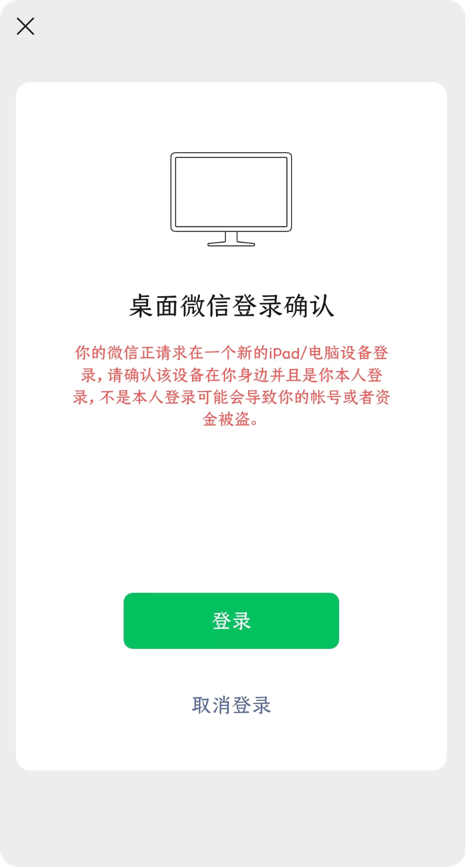 桌面微信登录确认
你的微信正请求在一个新的iPad/电脑设备登
录，请确认该设备在你身边并且是你本人登
录，不是本人登录可能会导致你的帐号或者资
金被盗。
登录
取消登录